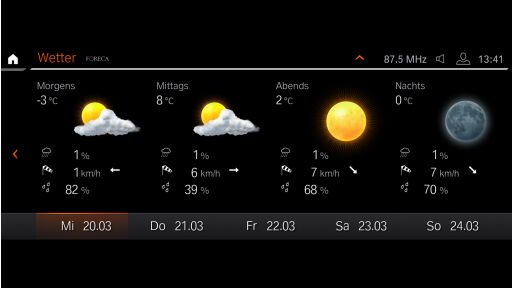 Wetter FORECA 87.5 MHz 13:41
Morgens Mittags Abends Nachts
-3 °C 8 °C 2 °C 0 °C
1 % 1 % 1 % 1 %
1 km/h 6 km/h 7 km/h 7 km/h
82 % 39 % 68 % 70 %
Mi 20.03 Do 21.03 Fr 22.03 Sa 23.03 So 24.03